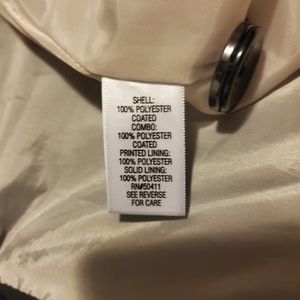 SHELL:
100% POLYESTER
COATED
COMBO:
100% POLYESTER
COATED
PRINTED LINING:
100% POLYESTER
SOLID LINING:
100% POLYESTER
RN#50411
SEE REVERSE
FOR CARE